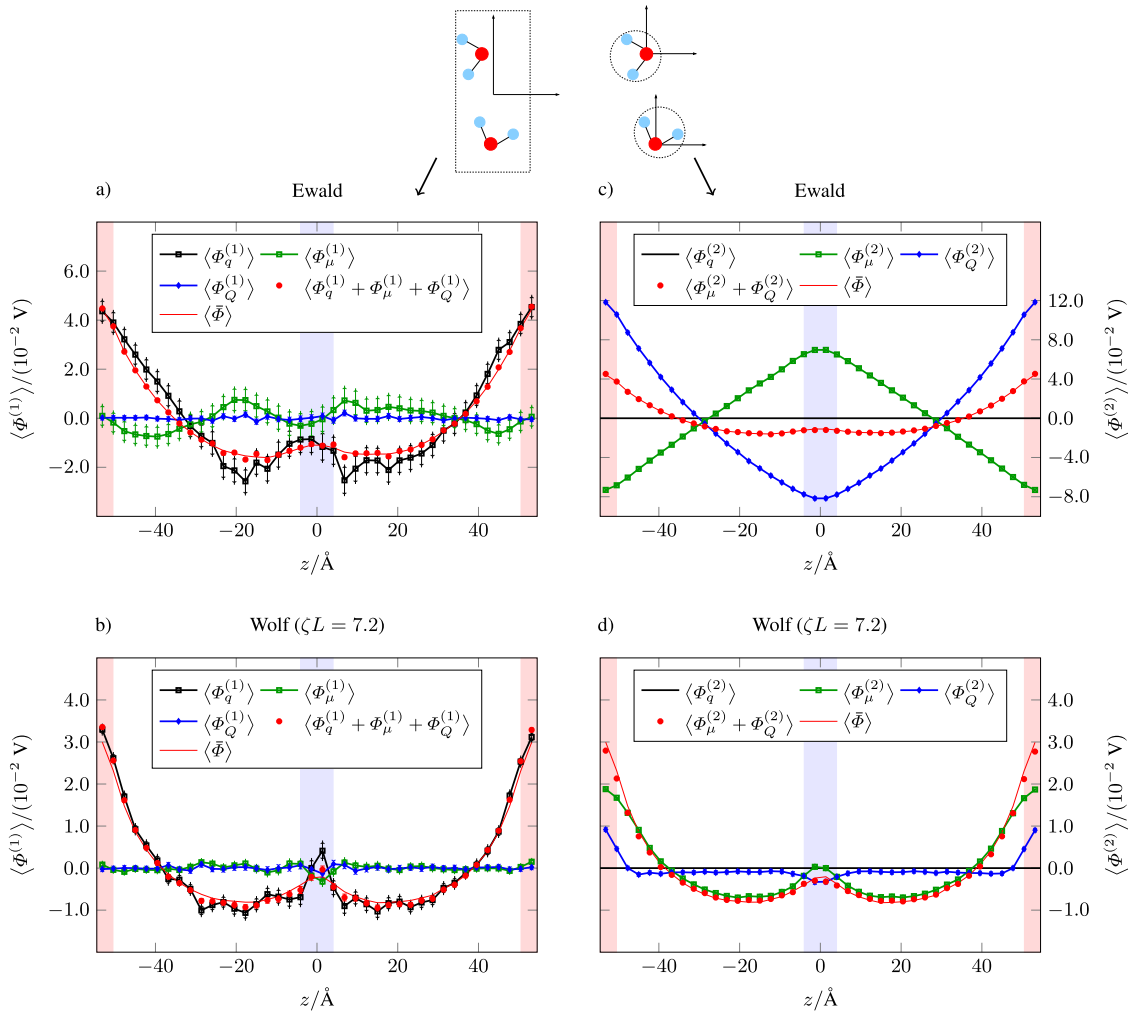 a)
Ewald
⟨Φ_q^(1)⟩ ⟨Φ_μ^(1)⟩
⟨Φ_Q^(1)⟩ ⟨Φ_q^(1) + Φ_μ^(1) + Φ_Q^(1)⟩
⟨Φ̄⟩
6.0
4.0
2.0
0.0
−2.0
⟨Φ^(1)⟩/(10^−2 V)
−40 −20 0 20 40
z/Å
c)
Ewald
⟨Φ_q^(2)⟩ ⟨Φ_μ^(2)⟩ ⟨Φ_Q^(2)⟩
⟨Φ_μ^(2) + Φ_Q^(2)⟩ ⟨Φ̄⟩
12.0
8.0
4.0
0.0
−4.0
−8.0
⟨Φ^(2)⟩/(10^−2 V)
−40 −20 0 20 40
z/Å
b)
Wolf (ζL = 7.2)
⟨Φ_q^(1)⟩ ⟨Φ_μ^(1)⟩
⟨Φ_Q^(1)⟩ ⟨Φ_q^(1) + Φ_μ^(1) + Φ_Q^(1)⟩
⟨Φ̄⟩
4.0
3.0
2.0
1.0
0.0
−1.0
⟨Φ^(1)⟩/(10^−2 V)
−40 −20 0 20 40
z/Å
d)
Wolf (ζL = 7.2)
⟨Φ_q^(2)⟩ ⟨Φ_μ^(2)⟩ ⟨Φ_Q^(2)⟩
⟨Φ_μ^(2) + Φ_Q^(2)⟩ ⟨Φ̄⟩
4.0
3.0
2.0
1.0
0.0
−1.0
⟨Φ^(2)⟩/(10^−2 V)
−40 −20 0 20 40
z/Å